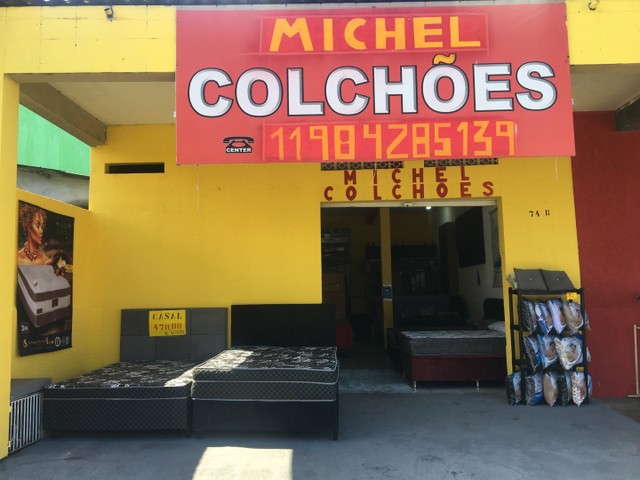 MICHEL
COLCHÕES
CENTER
11984285139
MICHEL
COLCHOES
74 B
CASAL
470,00